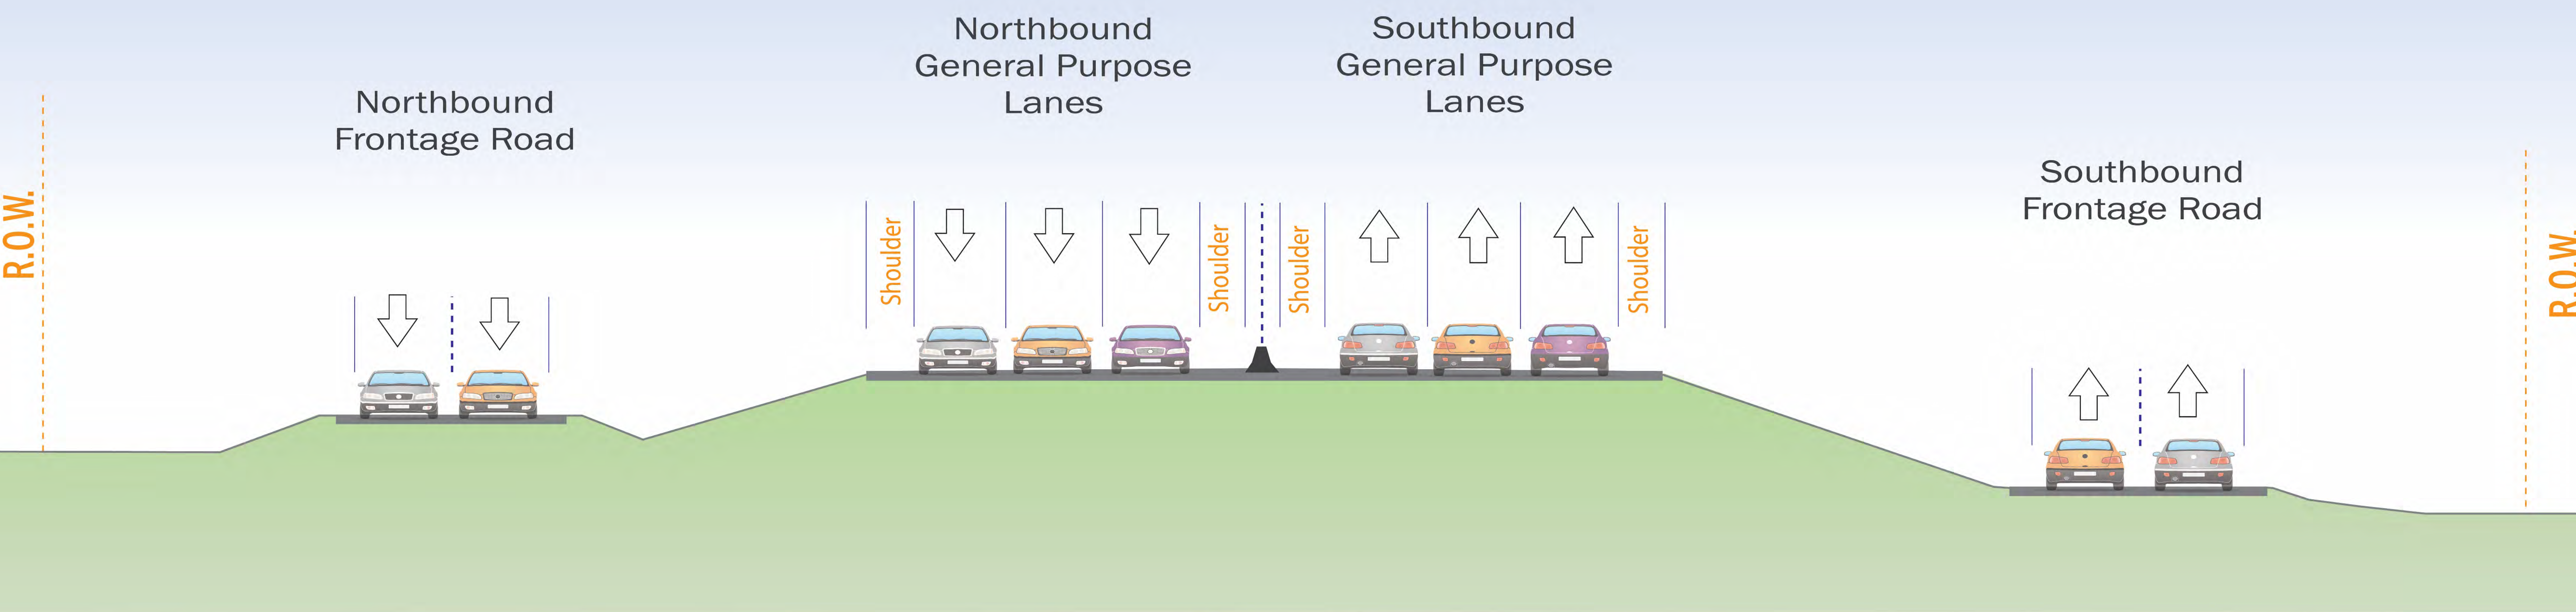 Northbound
General Purpose
Lanes
Southbound
General Purpose
Lanes
Northbound
Frontage Road
Southbound
Frontage Road
R.O.W.
Shoulder
Shoulder
Shoulder
Shoulder
R.O.W.